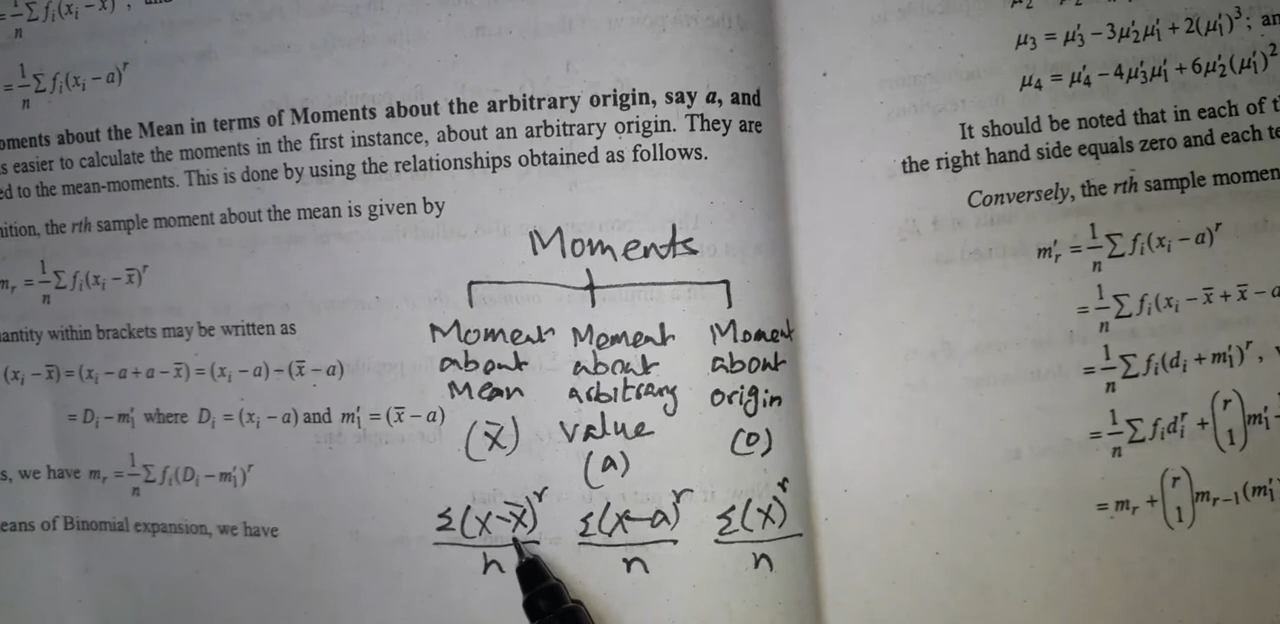 = 1/n Σ f_i(x_i − x̄)^r ,
= 1/n Σ f_i(x_i − a)^r
oments about the Mean in terms of Moments about the arbitrary origin, say a, and
s easier to calculate the moments in the first instance, about an arbitrary origin. They are
ed to the mean-moments. This is done by using the relationships obtained as follows.
nition, the rth sample moment about the mean is given by
m_r = 1/n Σ f_i(x_i − x̄)^r
antity within brackets may be written as
(x_i − x̄) = (x_i − a + a − x̄) = (x_i − a) − (x̄ − a)
= D_i − m′_1 where D_i = (x_i − a) and m′_1 = (x̄ − a)
s, we have m_r = 1/n Σ f_i(D_i − m′_1)^r
eans of Binomial expansion, we have
Moments
Moment about Mean (x̄)
Σ(x−x̄)^r / n
Moment about arbitrary value (a)
Σ(x−a)^r / n
Moment about origin (0)
Σ(x)^r / n
μ_3 = μ′_3 − 3μ′_2μ′_1 + 2(μ′_1)^3; an
μ_4 = μ′_4 − 4μ′_3μ′_1 + 6μ′_2(μ′_1)^2
It should be noted that in each of t
the right hand side equals zero and each te
Conversely, the rth sample momen
m′_r = 1/n Σ f_i(x_i − a)^r
= 1/n Σ f_i(x_i − x̄ + x̄ − a
= 1/n Σ f_i(d_i + m′_1)^r ,
= 1/n Σ f_i d_i^r + (r 1) m′_1
= m_r + (r 1) m_{r−1}(m′_1